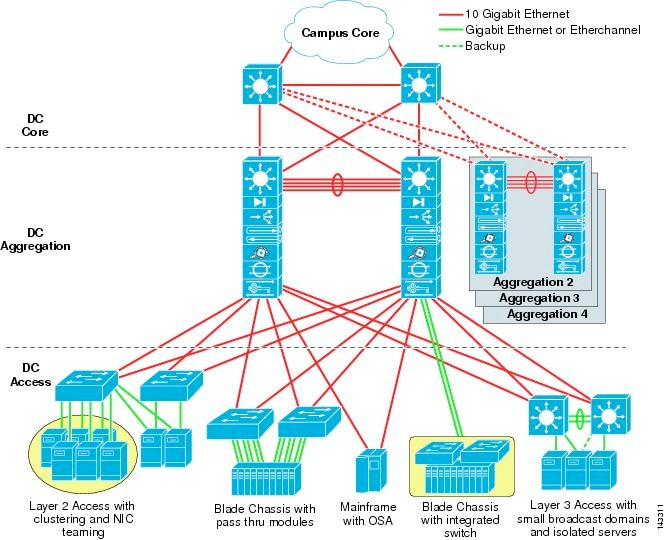 Campus Core
10 Gigabit Ethernet
Gigabit Ethernet or Etherchannel
Backup
DC
Core
DC
Aggregation
Aggregation 2
Aggregation 3
Aggregation 4
DC
Access
Layer 2 Access with
clustering and NIC
teaming
Blade Chassis with
pass thru modules
Mainframe
with OSA
Blade Chassis
with integrated
switch
Layer 3 Access with
small broadcast domains
and isolated servers